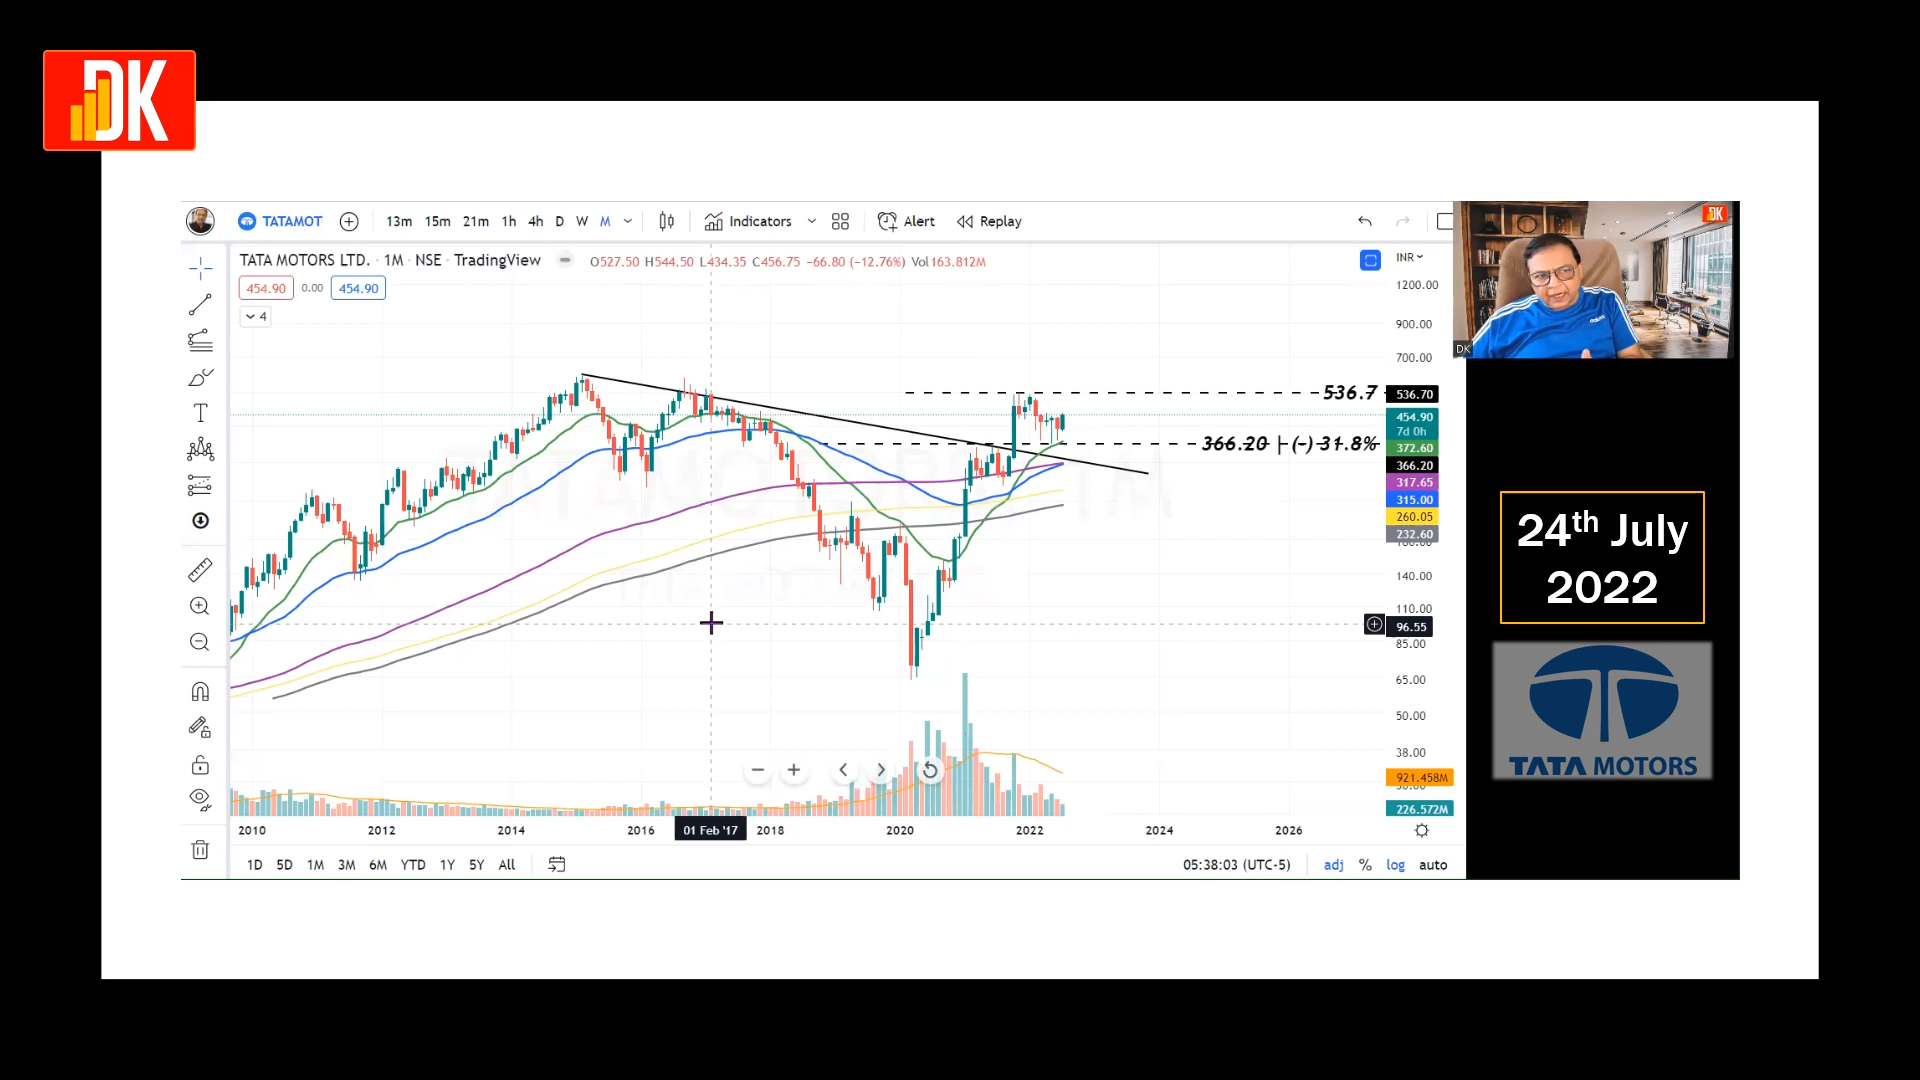 DK
TATAMOT
13m 15m 21m 1h 4h D W M
Indicators
Alert
Replay
TATA MOTORS LTD. · 1M · NSE · TradingView
O527.50 H544.50 L434.35 C456.75 -66.80 (-12.76%) Vol163.812M
454.90 0.00 454.90
4
INR
1200.00
900.00
700.00
536.7
536.70
454.90
7d 0h
366.20 |-(-) 31.8%
372.60
366.20
317.65
315.00
260.05
232.60
140.00
110.00
96.55
85.00
65.00
50.00
38.00
921.458M
226.572M
2010 2012 2014 2016 01 Feb '17 2018 2020 2022 2024 2026
1D 5D 1M 3M 6M YTD 1Y 5Y All
05:38:03 (UTC-5) adj % log auto
DK
DK
24th July
2022
TATA MOTORS